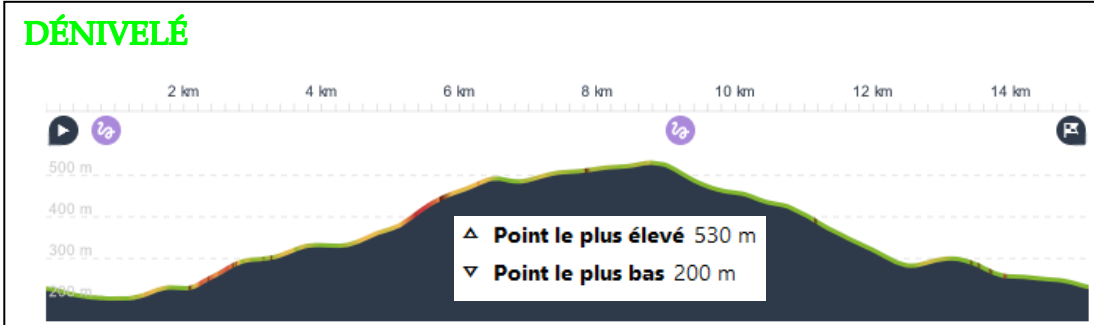 DÉNIVELÉ
2 km 4 km 6 km 8 km 10 km 12 km 14 km
500 m
400 m
300 m
200 m
Point le plus élevé 530 m
Point le plus bas 200 m